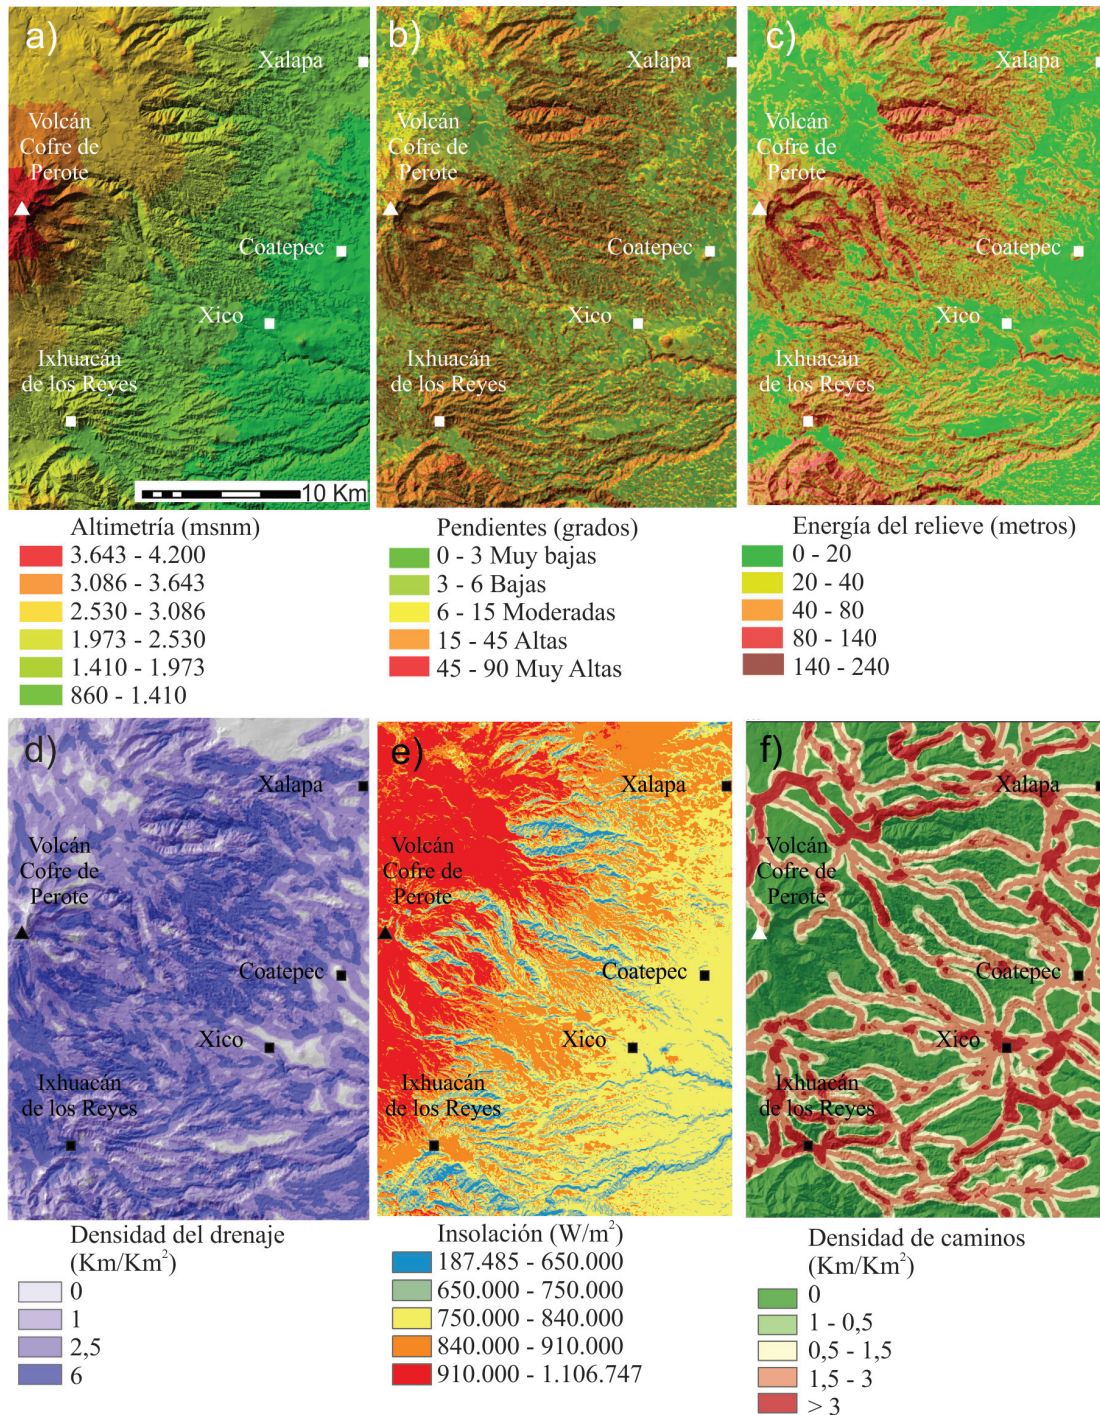 a)
Xalapa
Volcán
Cofre de
Perote
Coatepec
Xico
Ixhuacán
de los Reyes
10 Km
b)
Xalapa
Volcán
Cofre de
Perote
Coatepec
Xico
Ixhuacán
de los Reyes
c)
Xalapa
Volcán
Cofre de
Perote
Coatepec
Xico
Ixhuacán
de los Reyes
Altimetría (msnm)
3.643 - 4.200
3.086 - 3.643
2.530 - 3.086
1.973 - 2.530
1.410 - 1.973
860 - 1.410
Pendientes (grados)
0 - 3 Muy bajas
3 - 6 Bajas
6 - 15 Moderadas
15 - 45 Altas
45 - 90 Muy Altas
Energía del relieve (metros)
0 - 20
20 - 40
40 - 80
80 - 140
140 - 240
d)
Xalapa
Volcán
Cofre de
Perote
Coatepec
Xico
Ixhuacán
de los Reyes
e)
Xalapa
Volcán
Cofre de
Perote
Coatepec
Xico
Ixhuacán
de los Reyes
f)
Xalapa
Volcán
Cofre de
Perote
Coatepec
Xico
Ixhuacán
de los Reyes
Densidad del drenaje
(Km/Km²)
0
1
2,5
6
Insolación (W/m²)
187.485 - 650.000
650.000 - 750.000
750.000 - 840.000
840.000 - 910.000
910.000 - 1.106.747
Densidad de caminos
(Km/Km²)
0
1 - 0,5
0,5 - 1,5
1,5 - 3
> 3